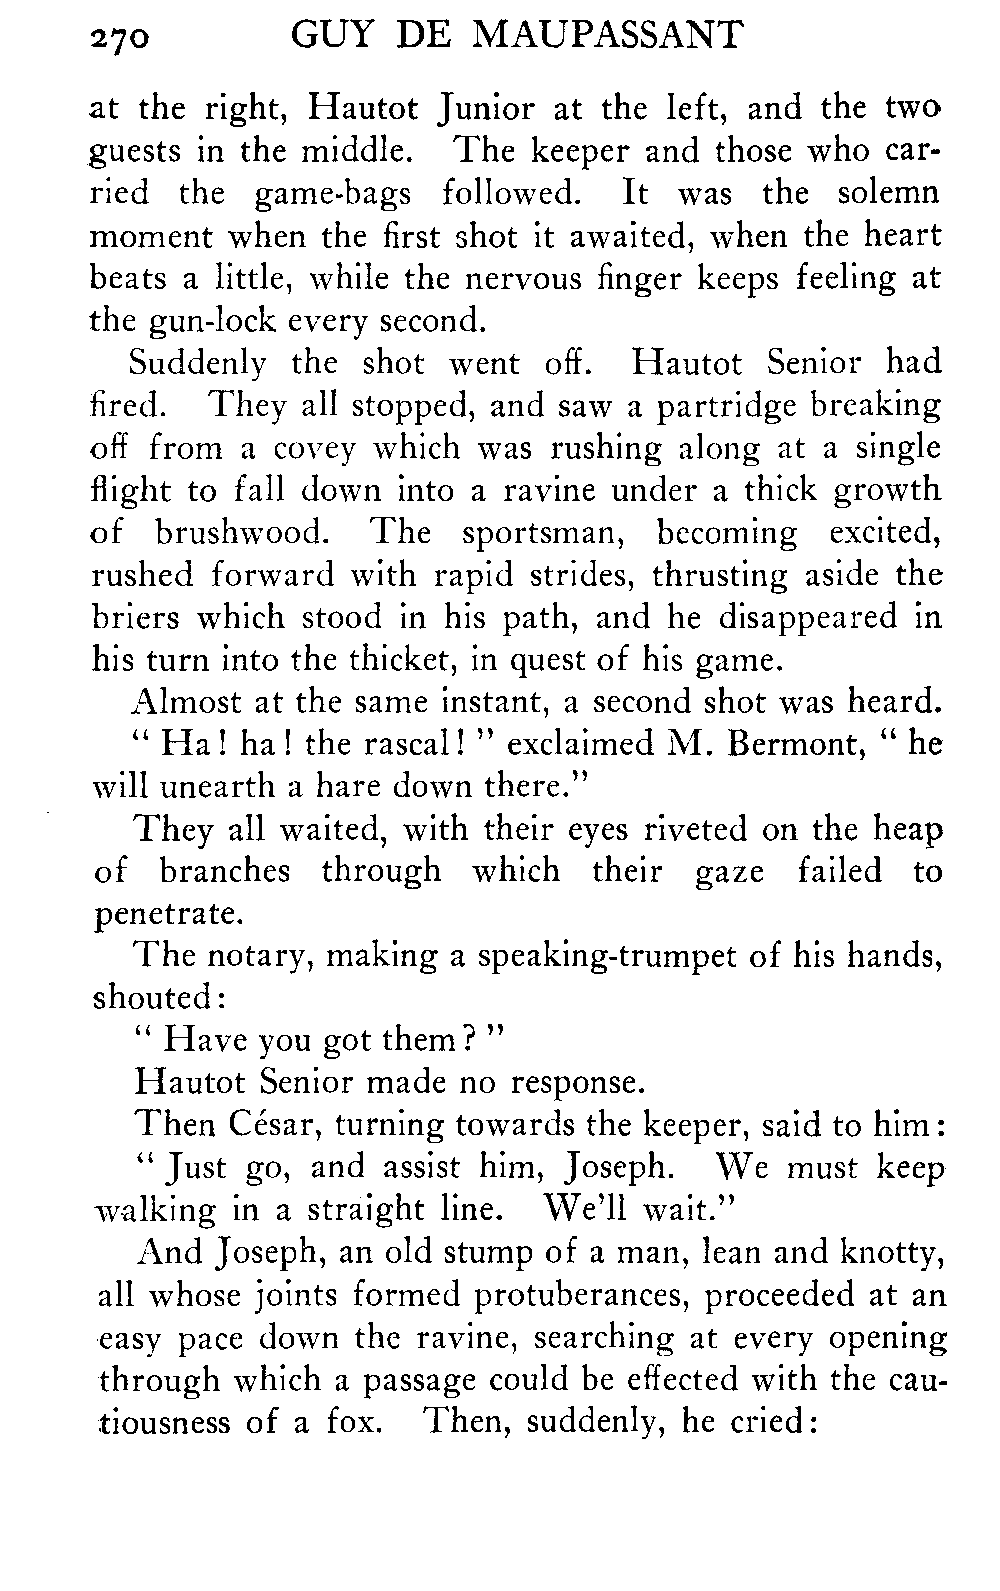 270 GUY DE MAUPASSANT
at the right, Hautot Junior at the left, and the two
guests in the middle. The keeper and those who car-
ried the game-bags followed. It was the solemn
moment when the first shot it awaited, when the heart
beats a little, while the nervous finger keeps feeling at
the gun-lock every second.
Suddenly the shot went off. Hautot Senior had
fired. They all stopped, and saw a partridge breaking
off from a covey which was rushing along at a single
flight to fall down into a ravine under a thick growth
of brushwood. The sportsman, becoming excited,
rushed forward with rapid strides, thrusting aside the
briers which stood in his path, and he disappeared in
his turn into the thicket, in quest of his game.
Almost at the same instant, a second shot was heard.
" Ha! ha! the rascal! " exclaimed M. Bermont, " he
will unearth a hare down there."
They all waited, with their eyes riveted on the heap
of branches through which their gaze failed to
penetrate.
The notary, making a speaking-trumpet of his hands,
shouted:
" Have you got them? "
Hautot Senior made no response.
Then César, turning towards the keeper, said to him:
" Just go, and assist him, Joseph. We must keep
walking in a straight line. We'll wait."
And Joseph, an old stump of a man, lean and knotty,
all whose joints formed protuberances, proceeded at an
easy pace down the ravine, searching at every opening
through which a passage could be effected with the cau-
tiousness of a fox. Then, suddenly, he cried: